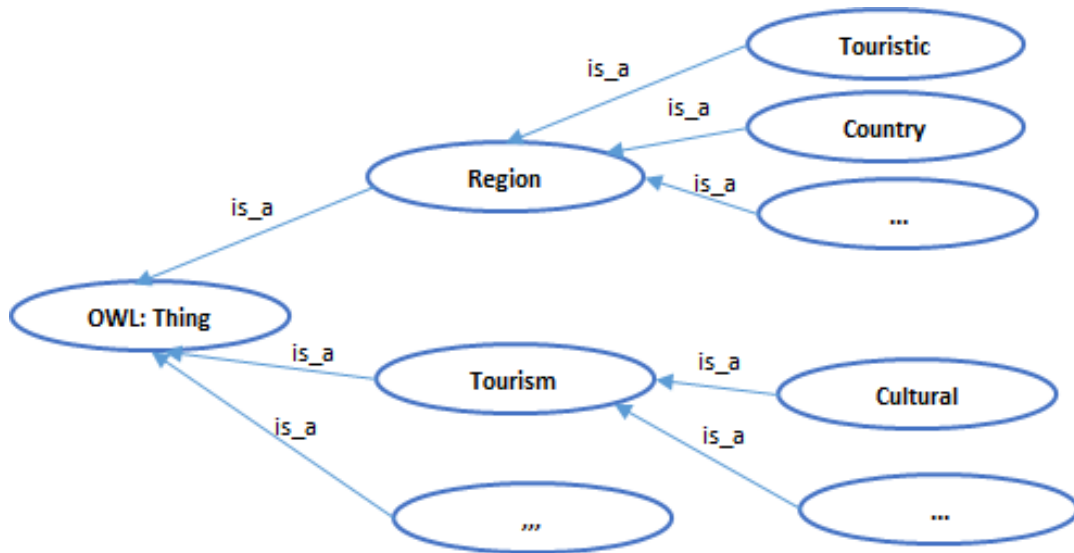 Touristic
is_a
is_a
Country
Region
is_a
...
is_a
OWL: Thing
is_a
is_a
Tourism
Cultural
is_a
is_a
...
,,,